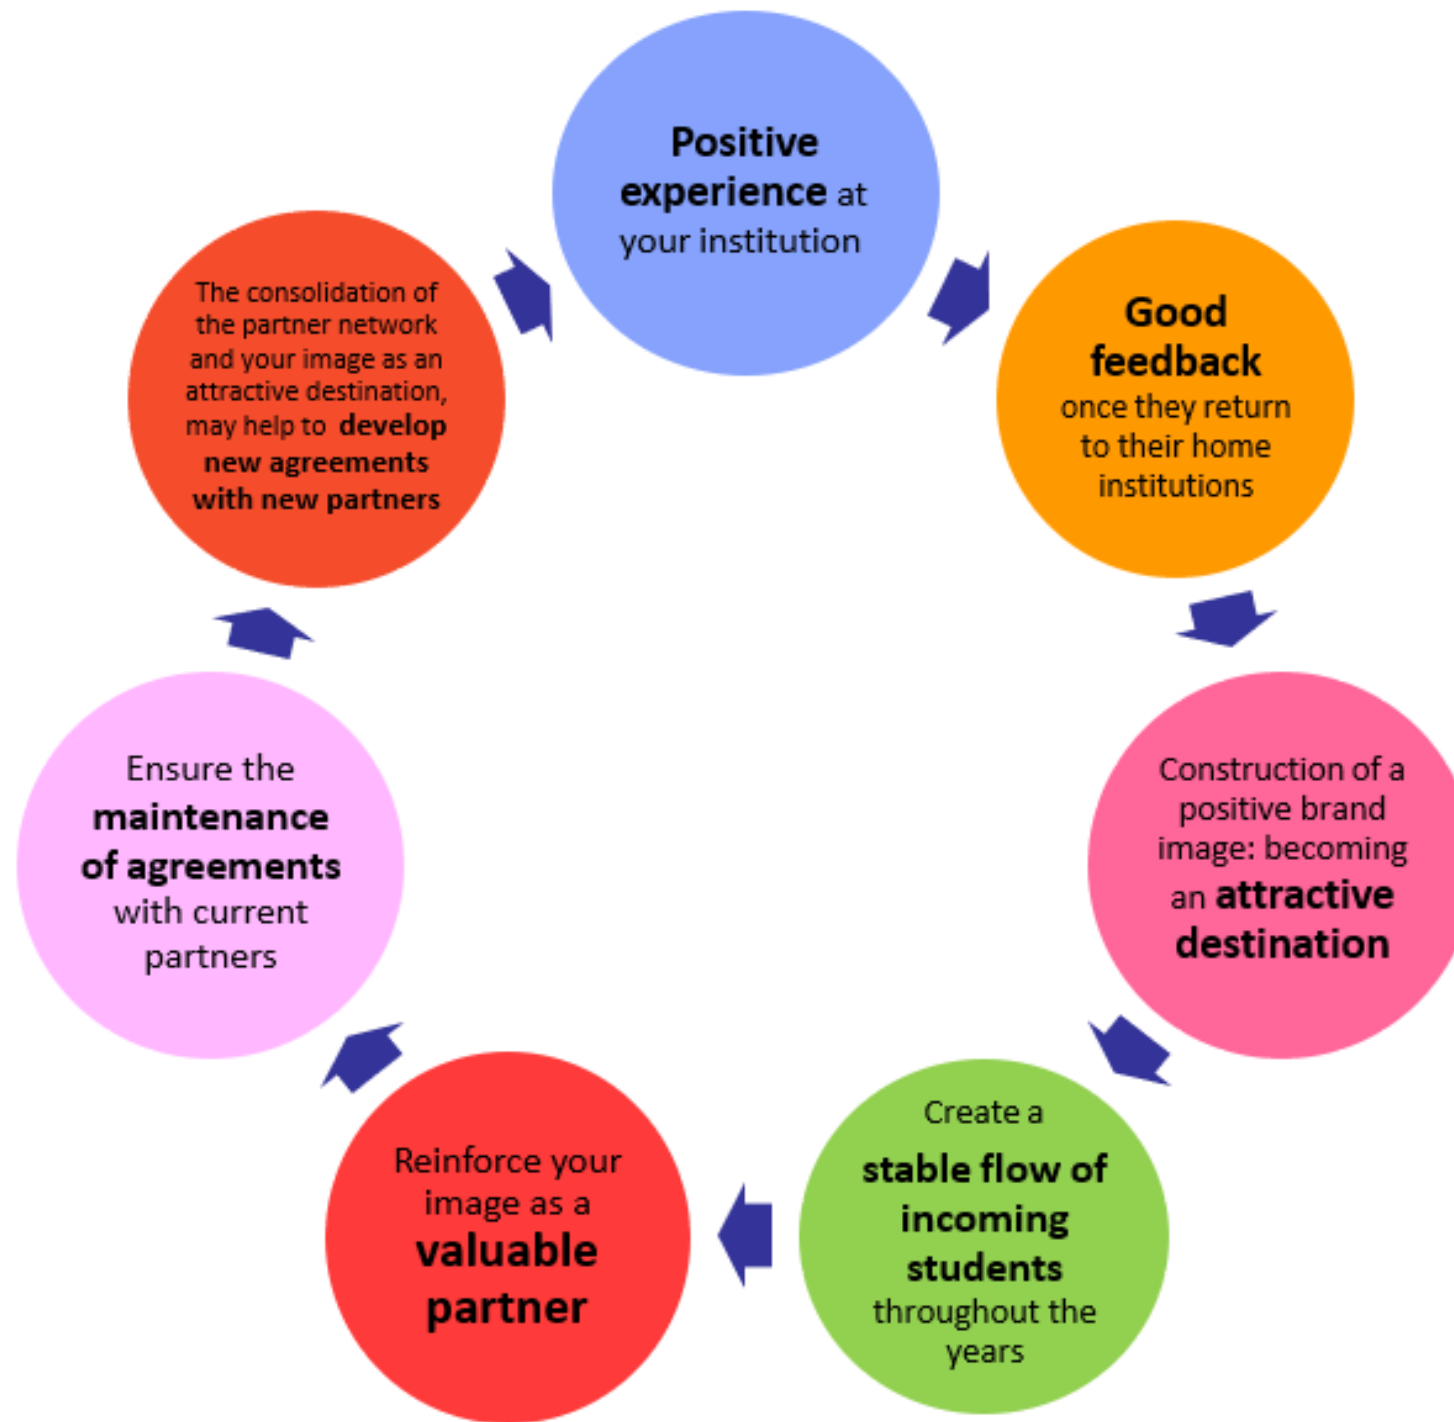 Positive
experience at
your institution
Good
feedback
once they return
to their home
institutions
Construction of a
positive brand
image: becoming
an attractive
destination
Create a
stable flow of
incoming
students
throughout the
years
Reinforce your
image as a
valuable
partner
Ensure the
maintenance
of agreements
with current
partners
The consolidation of
the partner network
and your image as an
attractive destination,
may help to develop
new agreements
with new partners